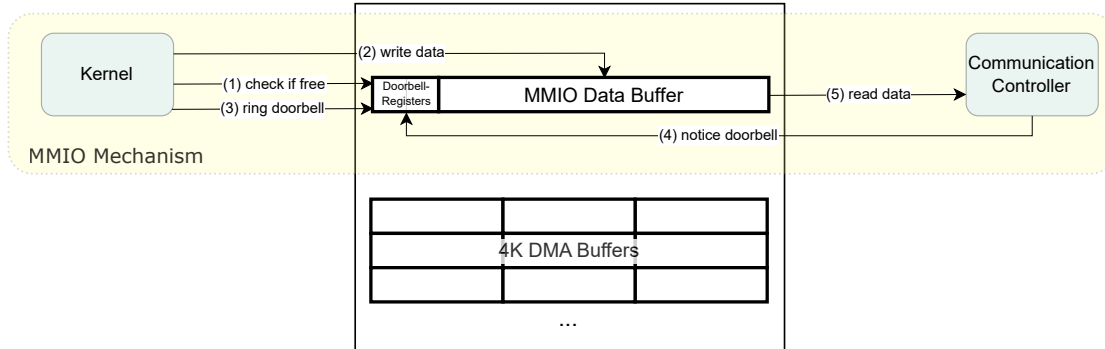 Kernel
(2) write data
(1) check if free
(3) ring doorbell
Doorbell-
Registers
MMIO Data Buffer
(5) read data
Communication
Controller
(4) notice doorbell
MMIO Mechanism
4K DMA Buffers
...